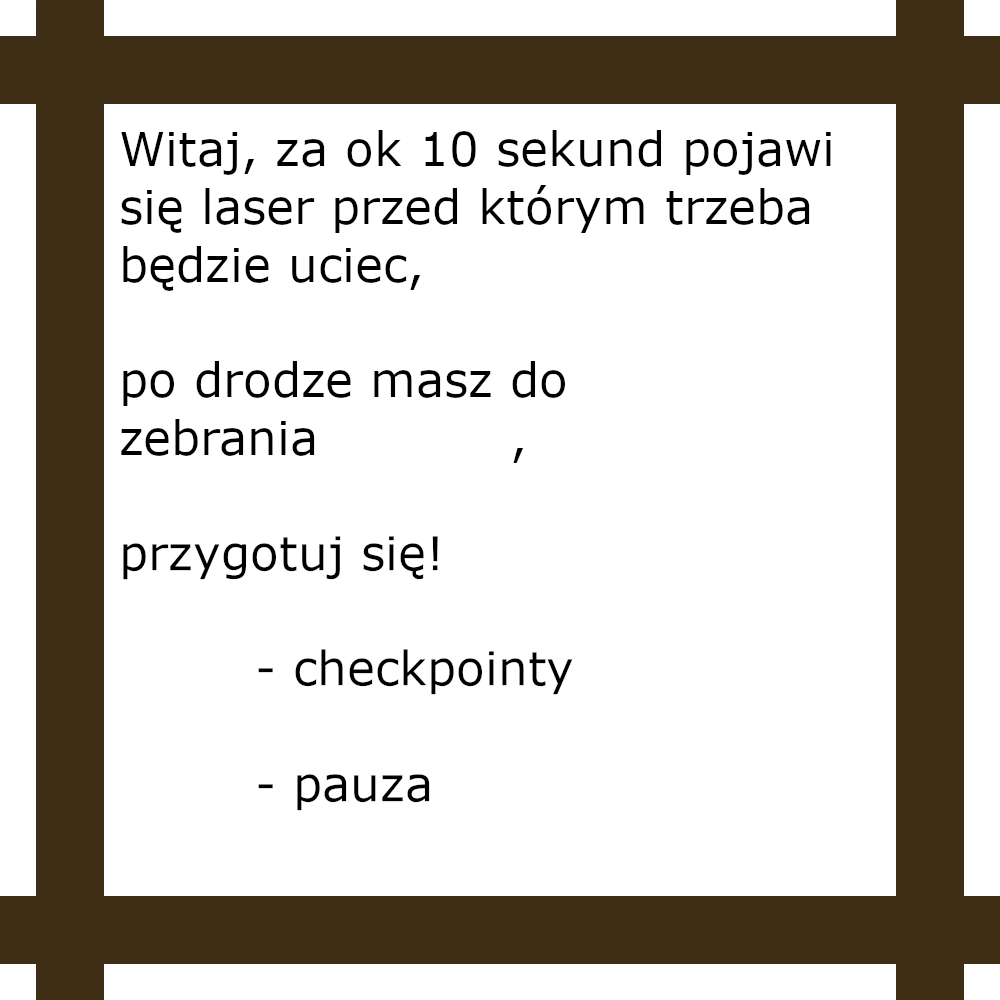 Witaj, za ok 10 sekund pojawi
się laser przed którym trzeba
będzie uciec,
po drodze masz do
zebrania ,
przygotuj się!
- checkpointy
- pauza